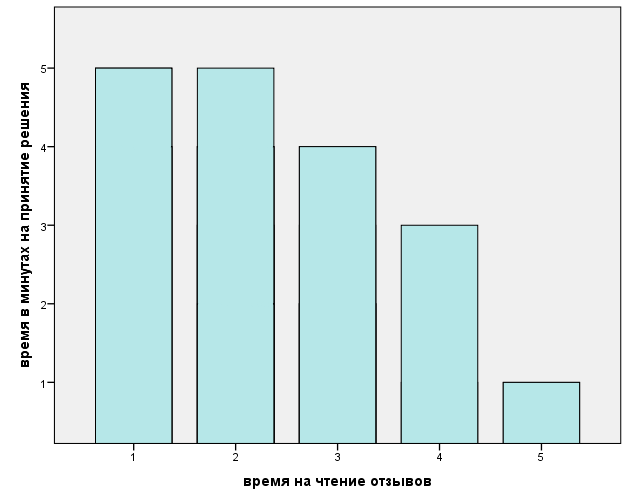 время в минутах на принятие решения
5
4
3
2
1
1 2 3 4 5
время на чтение отзывов